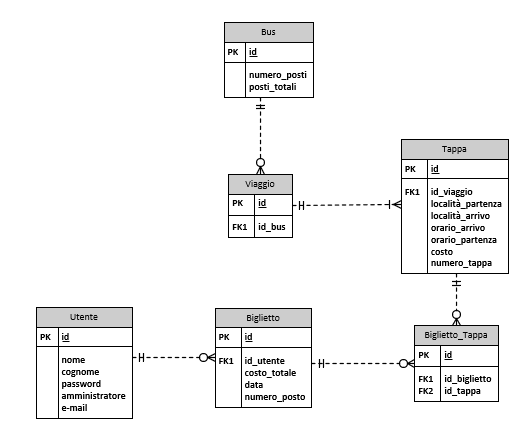 Bus
PK id
numero_posti
posti_totali
Viaggio
PK id
FK1 id_bus
Tappa
PK id
FK1 id_viaggio
località_partenza
località_arrivo
orario_arrivo
orario_partenza
costo
numero_tappa
Utente
PK id
nome
cognome
password
amministratore
e-mail
Biglietto
PK id
FK1 id_utente
costo_totale
data
numero_posto
Biglietto_Tappa
PK id
FK1 id_biglietto
FK2 id_tappa